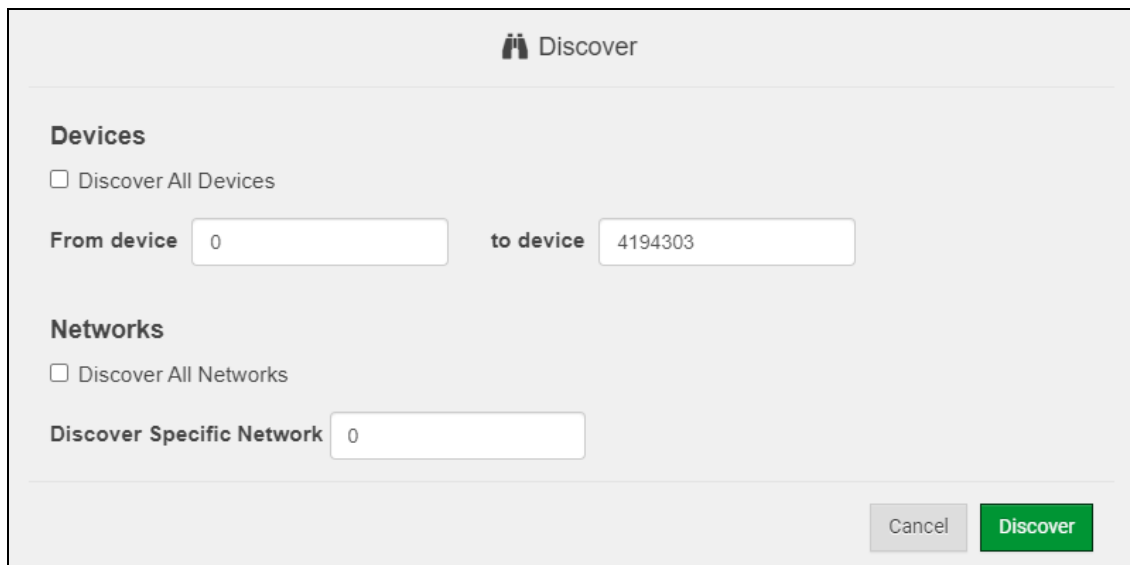 Discover
Devices
Discover All Devices
From device 0 to device 4194303
Networks
Discover All Networks
Discover Specific Network 0
Cancel Discover